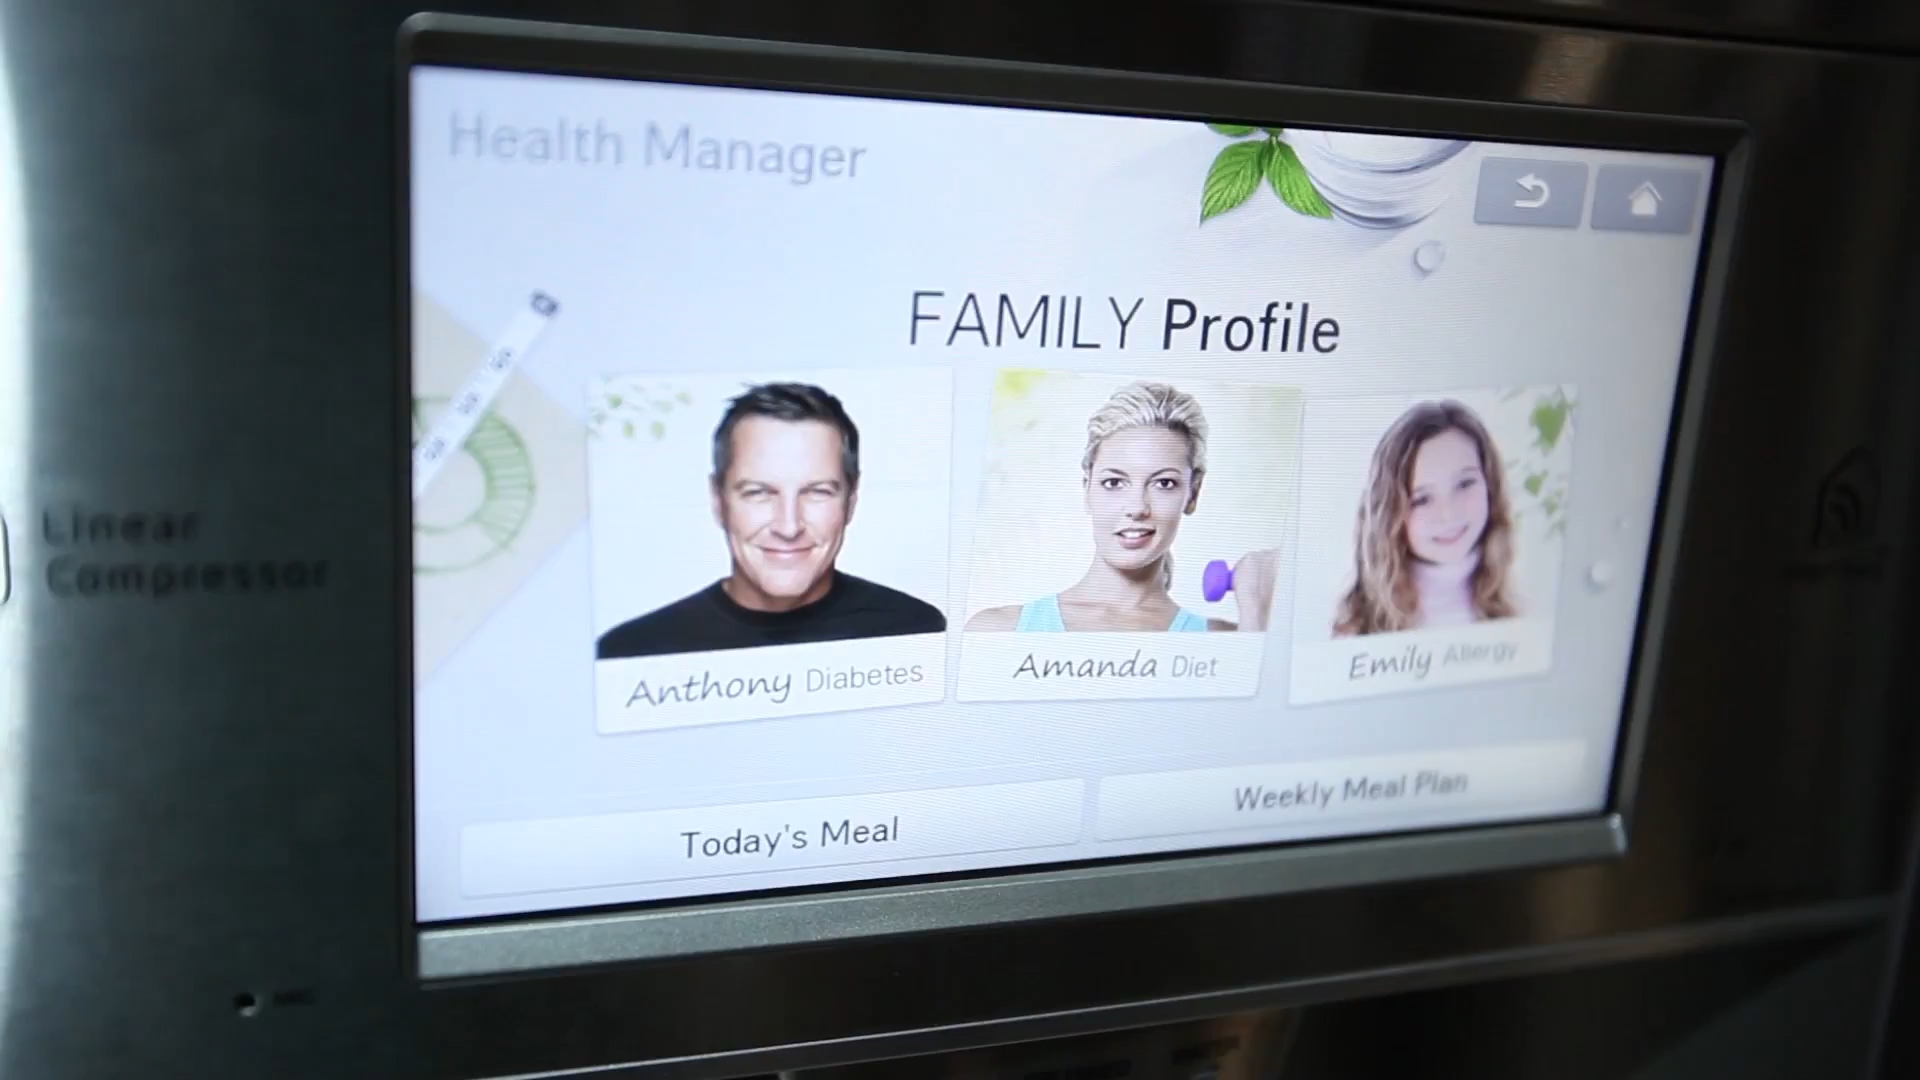 Health Manager
FAMILY Profile
Linear
Compressor
Anthony Diabetes
Amanda Diet
Emily Allergy
Today's Meal
Weekly Meal Plan